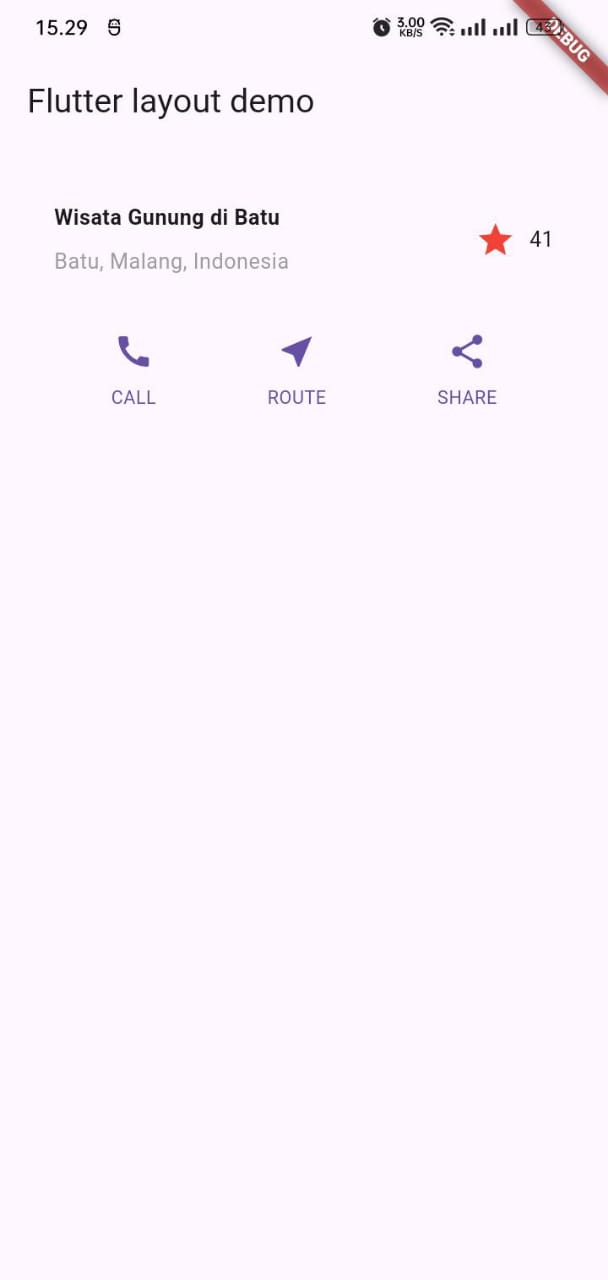 15.29
3.00
KB/S
DEBUG
Flutter layout demo
Wisata Gunung di Batu
Batu, Malang, Indonesia
41
CALL
ROUTE
SHARE